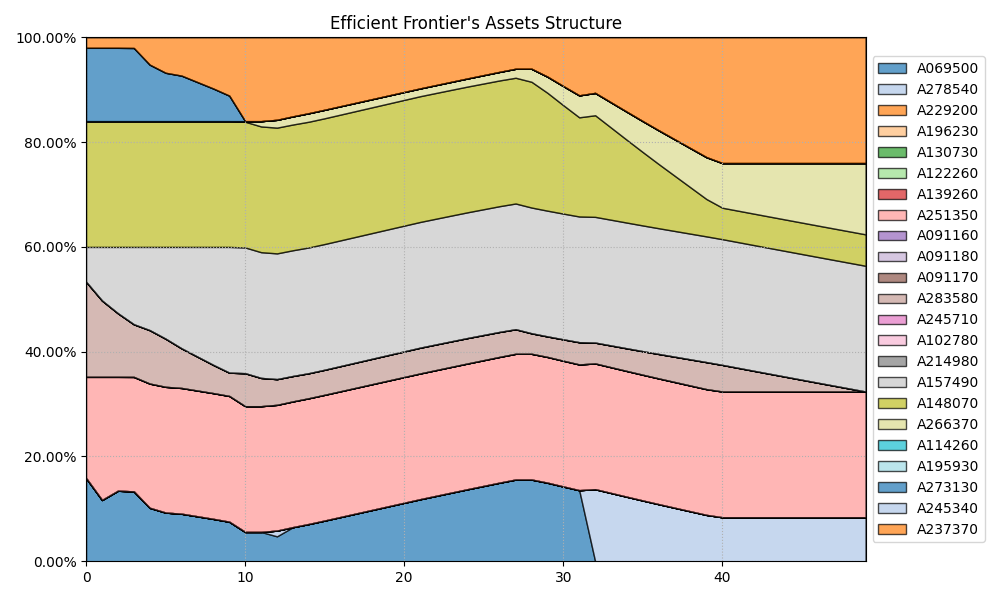 Efficient Frontier's Assets Structure
100.00%
80.00%
60.00%
40.00%
20.00%
0.00%
0
10
20
30
40
A069500
A278540
A229200
A196230
A130730
A122260
A139260
A251350
A091160
A091180
A091170
A283580
A245710
A102780
A214980
A157490
A148070
A266370
A114260
A195930
A273130
A245340
A237370